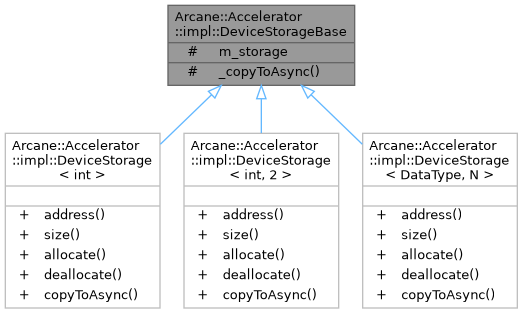 Arcane::Accelerator
::impl::DeviceStorageBase
# m_storage
# _copyToAsync()
Arcane::Accelerator
::impl::DeviceStorage
< int >
+ address()
+ size()
+ allocate()
+ deallocate()
+ copyToAsync()
Arcane::Accelerator
::impl::DeviceStorage
< int, 2 >
+ address()
+ size()
+ allocate()
+ deallocate()
+ copyToAsync()
Arcane::Accelerator
::impl::DeviceStorage
< DataType, N >
+ address()
+ size()
+ allocate()
+ deallocate()
+ copyToAsync()